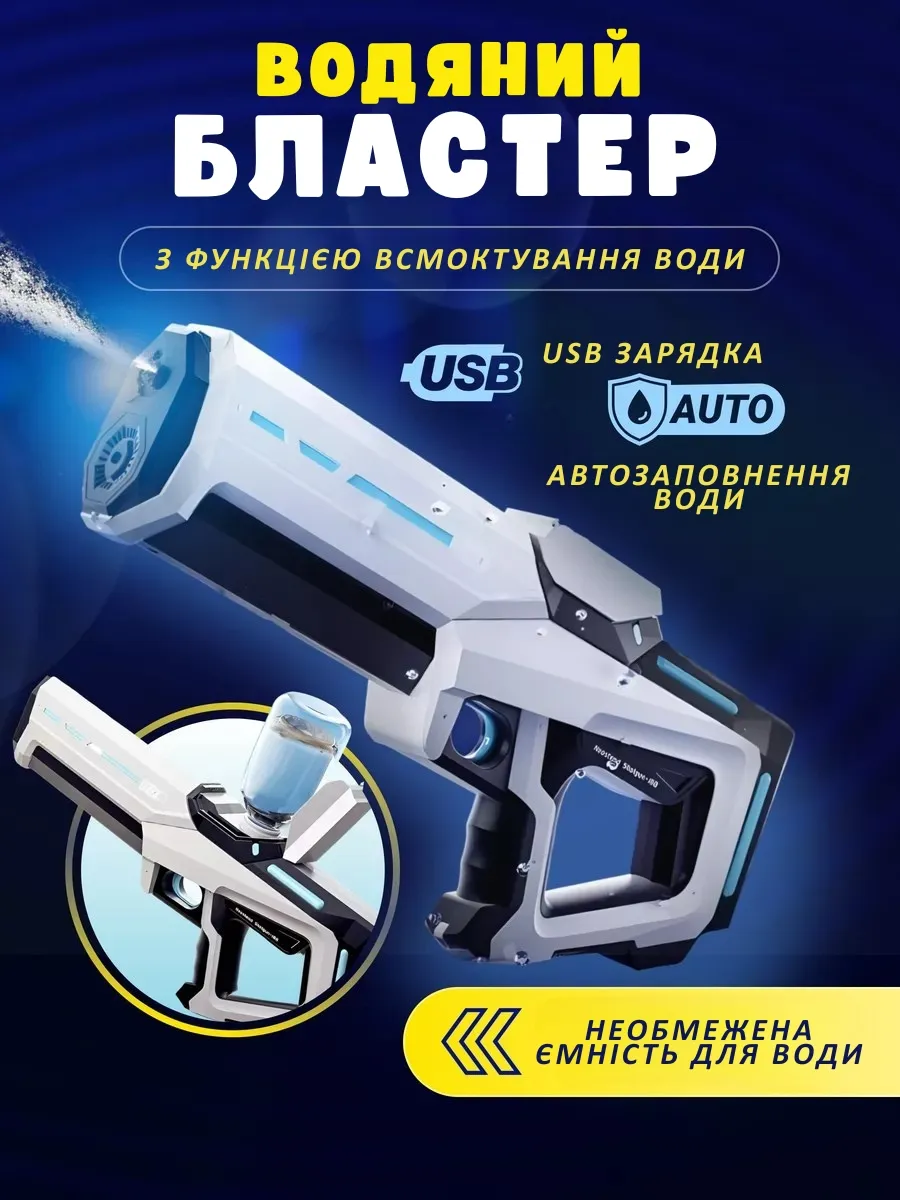 ВОДЯНИЙ
БЛАСТЕР
З ФУНКЦІЄЮ ВСМОКТУВАННЯ ВОДИ
USB
USB ЗАРЯДКА
AUTO
АВТОЗАПОВНЕННЯ
ВОДИ
НЕОБМЕЖЕНА
ЄМНІСТЬ ДЛЯ ВОДИ